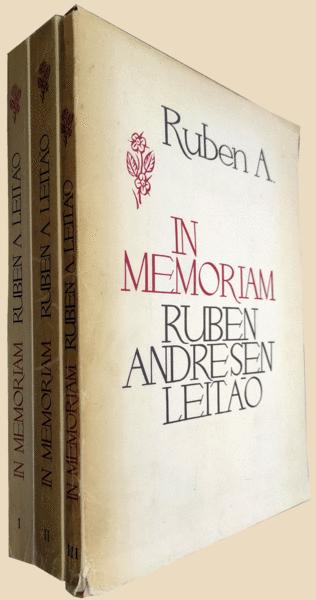 Ruben A.
IN
MEMORIAM
RUBEN
ANDRESEN
LEITÃO
IN MEMORIAM RUBEN A. LEITÃO
I
IN MEMORIAM RUBEN A. LEITÃO
II
IN MEMORIAM RUBEN A. LEITÃO
III